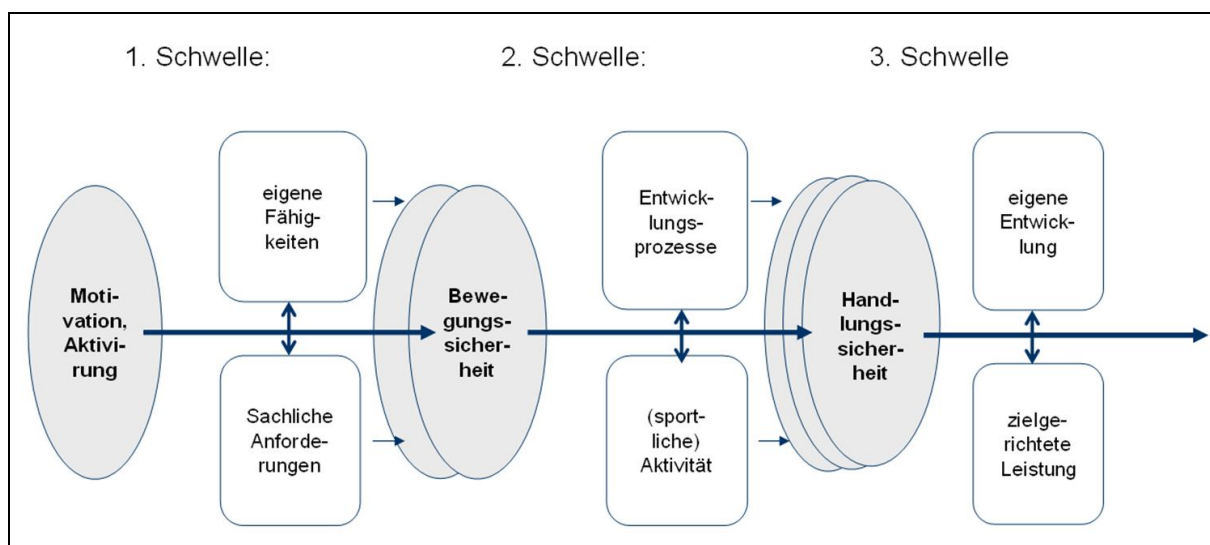 1. Schwelle:
2. Schwelle:
3. Schwelle
Moti-
vation,
Aktivi-
rung
eigene
Fähig-
keiten
Sachliche
Anforde-
rungen
Bewe-
gungs-
sicher-
heit
Entwick-
lungs-
prozesse
(sport-
liche)
Aktivität
Hand-
lungs-
sicher-
heit
eigene
Entwick-
lung
zielge-
richtete
Leistung